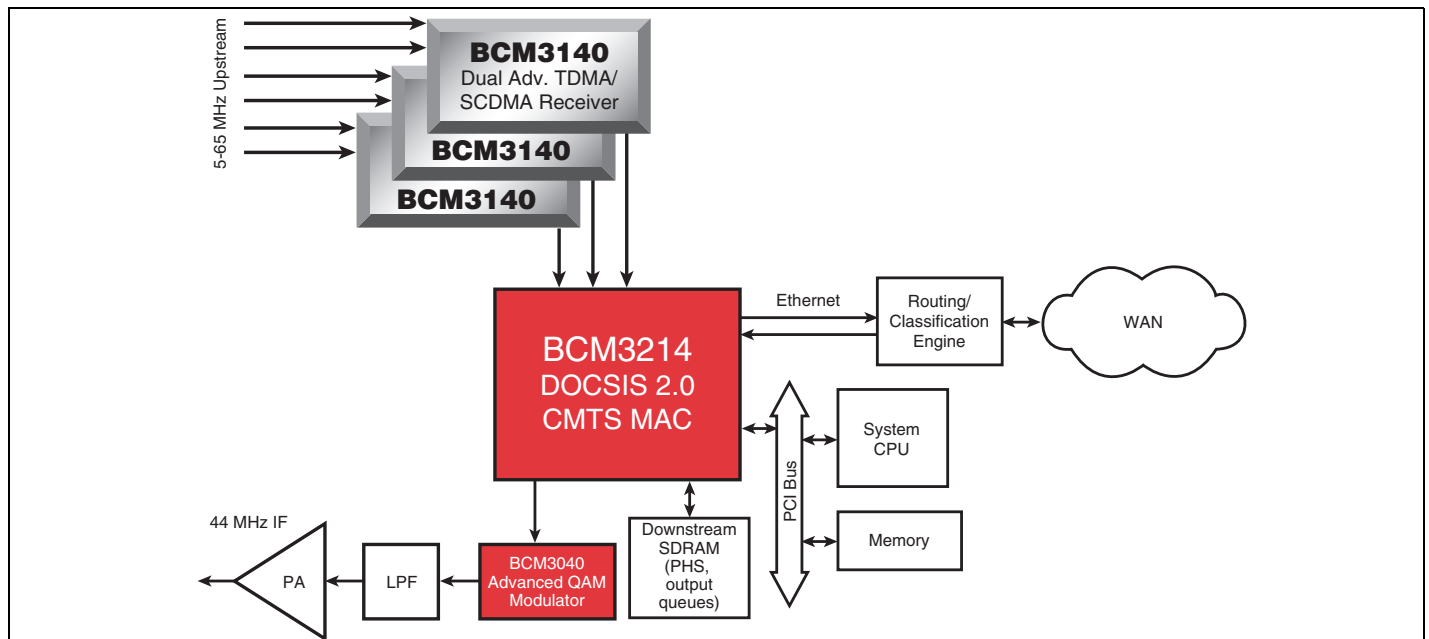 5-65 MHz Upstream
BCM3140
Dual Adv. TDMA/
SCDMA Receiver
BCM3140
BCM3140
BCM3214
DOCSIS 2.0
CMTS MAC
Ethernet
Routing/
Classification
Engine
WAN
PCI Bus
System
CPU
Memory
Downstream
SDRAM
(PHS,
output
queues)
BCM3040
Advanced QAM
Modulator
LPF
44 MHz IF
PA